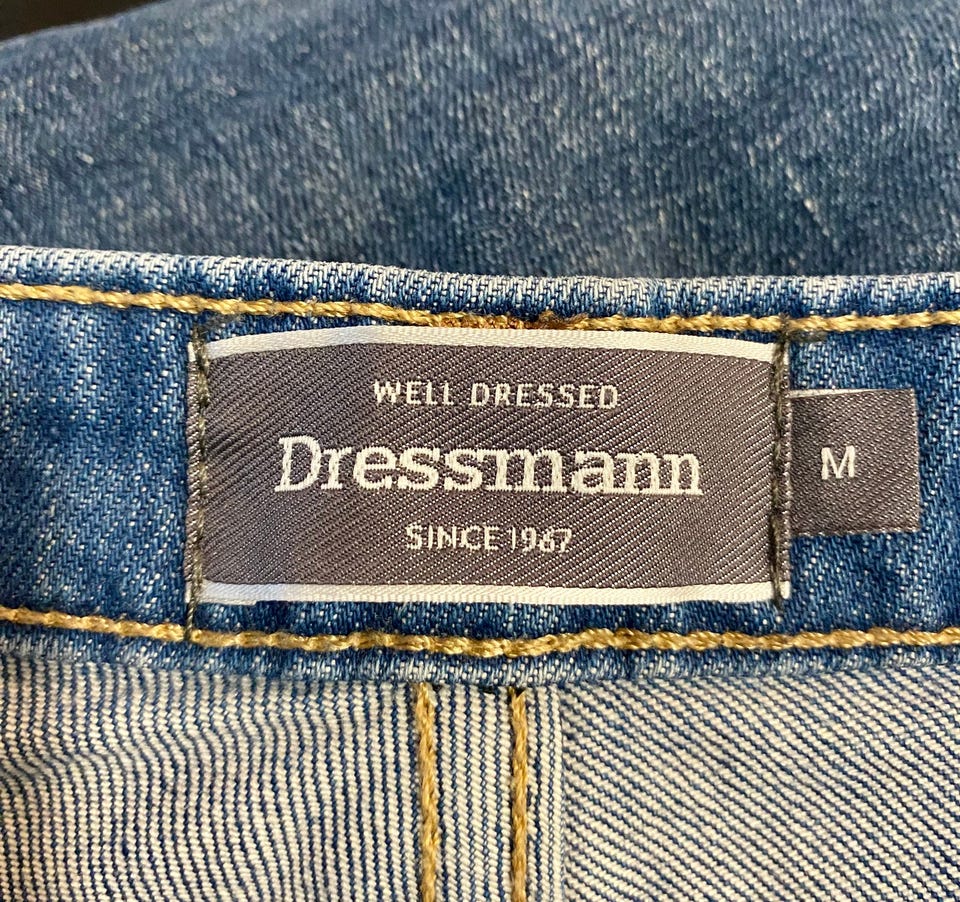 WELL DRESSED
Dressmann
SINCE 1967
M